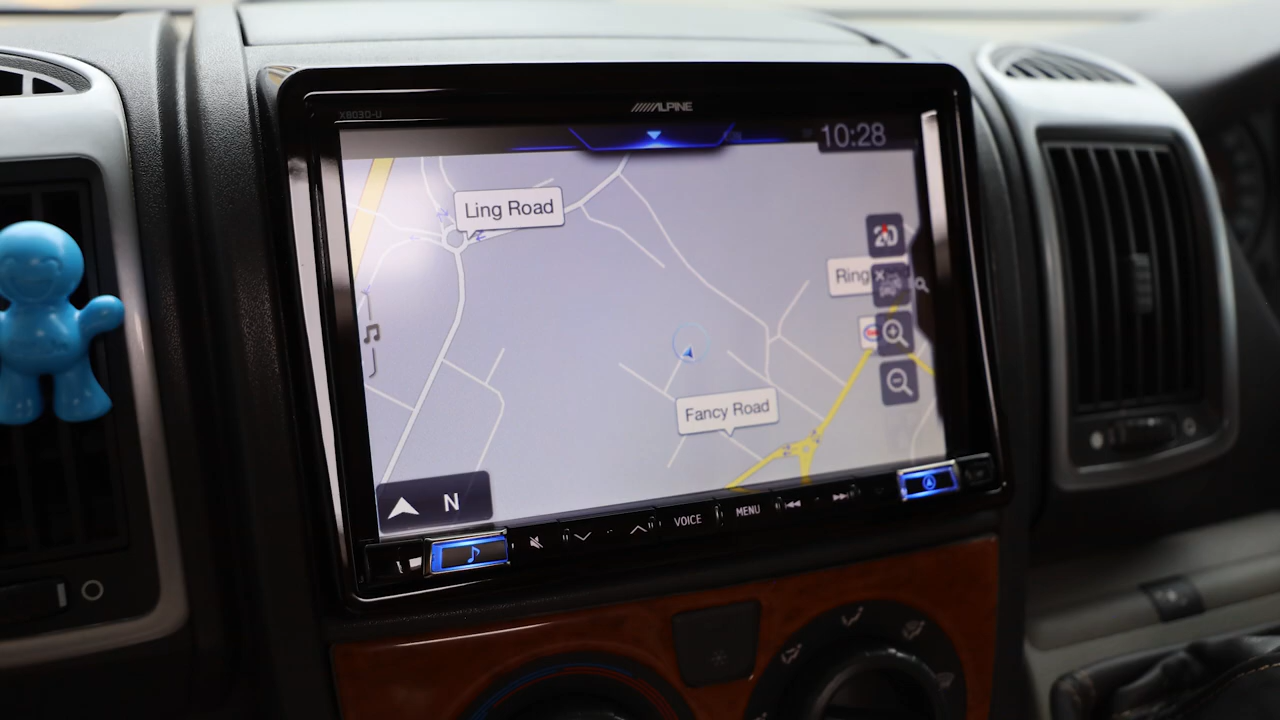 ALPINE
X803D-U
10:28
Ling Road
2D
Ring
Fancy Road
N
VOICE
MENU